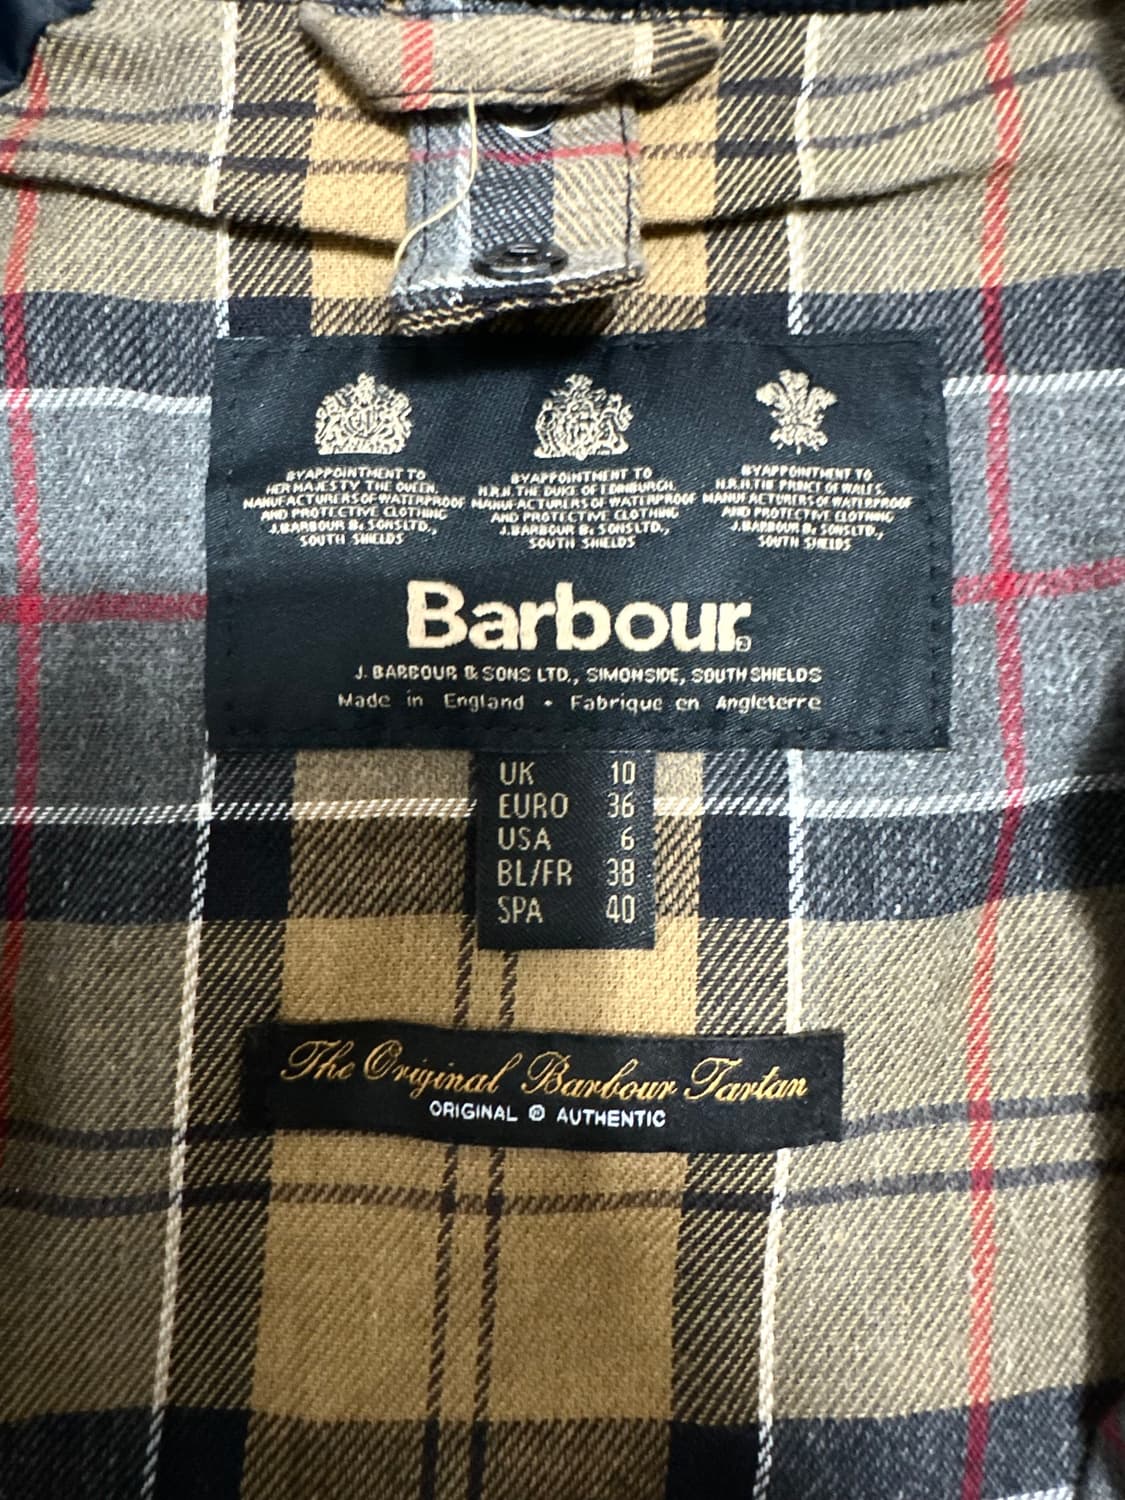 BY APPOINTMENT TO
HER MAJESTY THE QUEEN,
MANUFACTURERS OF WATERPROOF
AND PROTECTIVE CLOTHING
J. BARBOUR & SONS LTD.,
SOUTH SHIELDS
BY APPOINTMENT TO
H.R.H. THE DUKE OF EDINBURGH,
MANUFACTURERS OF WATERPROOF
AND PROTECTIVE CLOTHING
J. BARBOUR & SONS LTD.,
SOUTH SHIELDS
BY APPOINTMENT TO
H.R.H. THE PRINCE OF WALES,
MANUFACTURERS OF WATERPROOF
AND PROTECTIVE CLOTHING
J. BARBOUR & SONS LTD.,
SOUTH SHIELDS
Barbour®
J. BARBOUR & SONS LTD., SIMONSIDE, SOUTH SHIELDS
Made in England • Fabrique en Angleterre
UK 10
EURO 36
USA 6
BL/FR 38
SPA 40
The Original Barbour Tartan
ORIGINAL ® AUTHENTIC